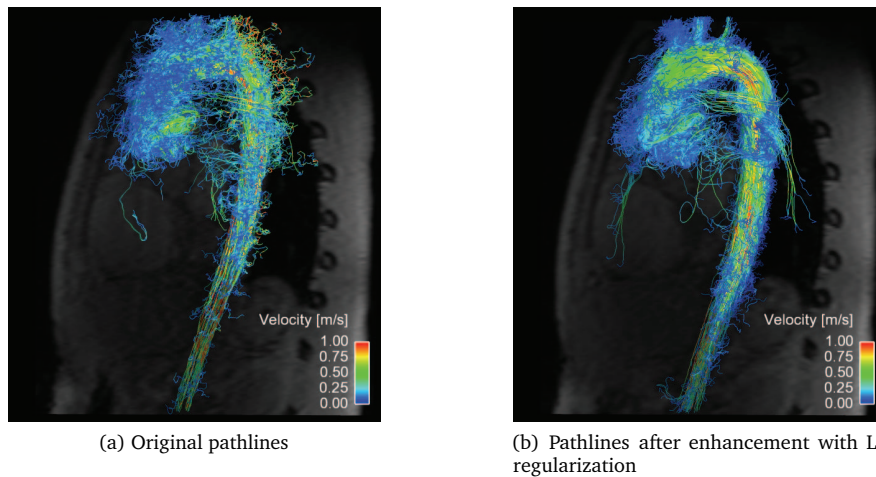 Velocity [m/s]
1.00
0.75
0.50
0.25
0.00
Velocity [m/s]
1.00
0.75
0.50
0.25
0.00
(a) Original pathlines
(b) Pathlines after enhancement with L
regularization